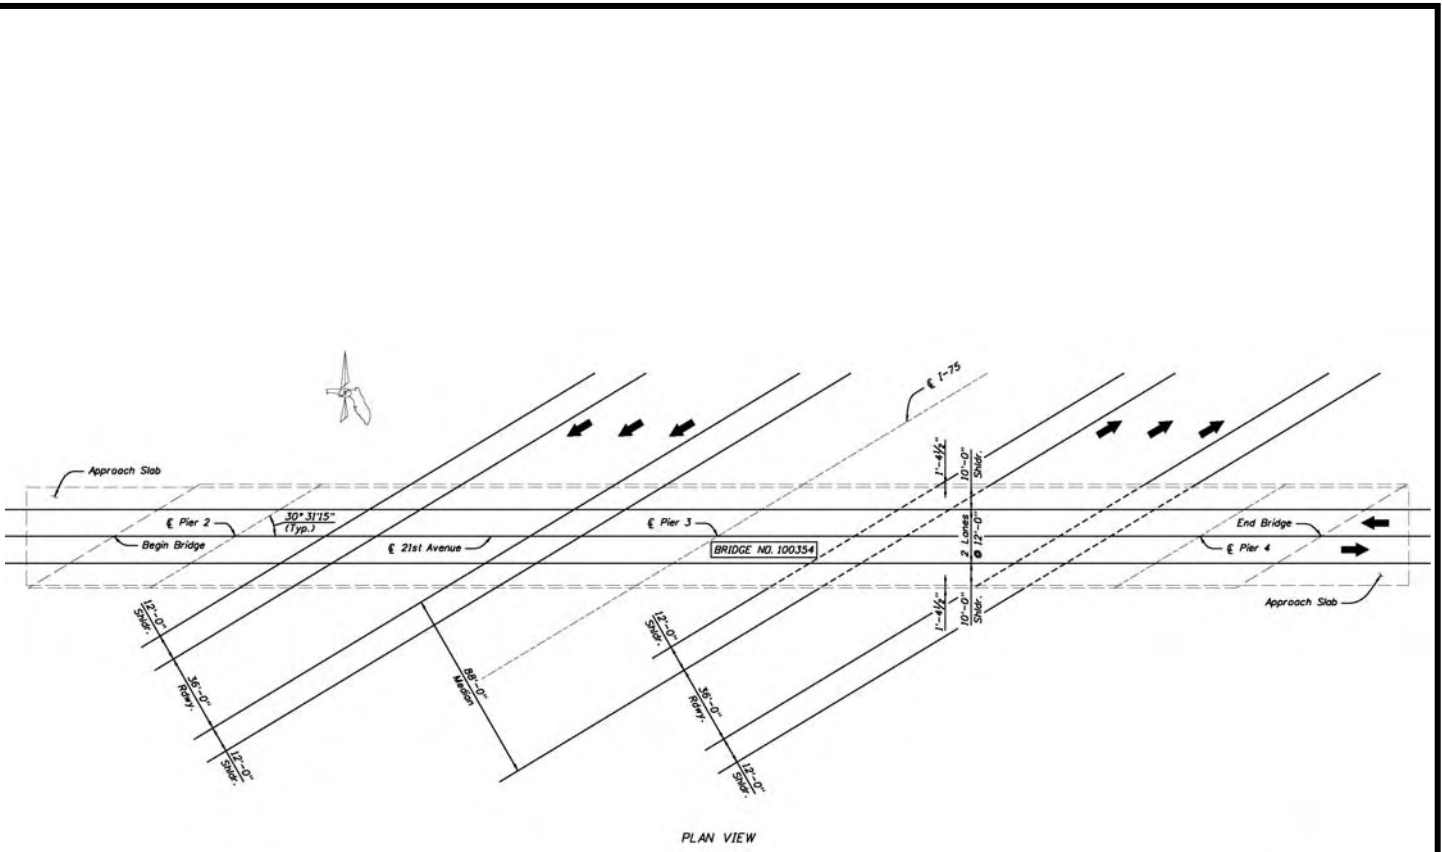 ℄ I-75
Approach Slab
1'-4½"
10'-0"
Shldr.
℄ Pier 2
30° 31'15"
(Typ.)
℄ Pier 3
2 Lanes
@ 12'-0"
End Bridge
Begin Bridge
℄ 21st Avenue
BRIDGE NO. 100354
℄ Pier 4
1'-4½"
10'-0"
Shldr.
Approach Slab
12'-0"
Shldr.
12'-0"
Shldr.
88'-0"
Median
36'-0"
Rdwy.
36'-0"
Rdwy.
12'-0"
Shldr.
12'-0"
Shldr.
PLAN VIEW